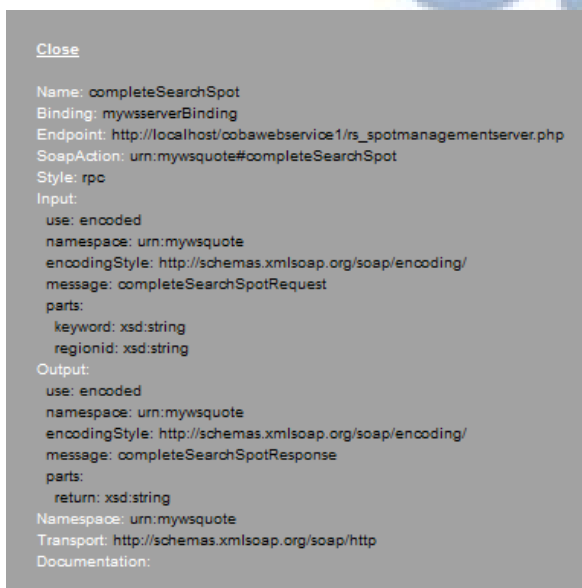 Close
Name: completeSearchSpot
Binding: mywsserverBinding
Endpoint: http://localhost/cobawebservice1/rs_spotmanagementserver.php
SoapAction: urn:mywsquote#completeSearchSpot
Style: rpc
Input:
use: encoded
namespace: urn:mywsquote
encodingStyle: http://schemas.xmlsoap.org/soap/encoding/
message: completeSearchSpotRequest
parts:
keyword: xsd:string
regionid: xsd:string
Output:
use: encoded
namespace: urn:mywsquote
encodingStyle: http://schemas.xmlsoap.org/soap/encoding/
message: completeSearchSpotResponse
parts:
return: xsd:string
Namespace: urn:mywsquote
Transport: http://schemas.xmlsoap.org/soap/http
Documentation: